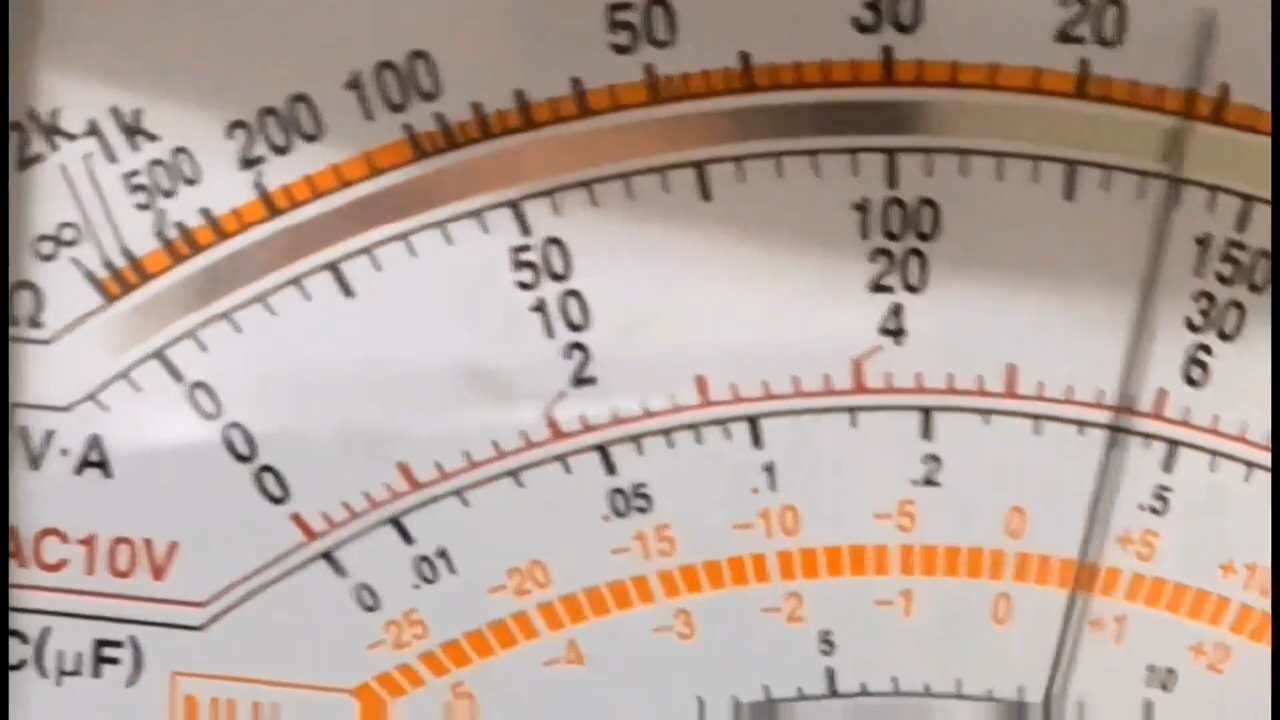 2K 1K 500 200 100 50 30 20
∞
Ω
0 50 100 150
0 10 20 30
0 2 4 6
V·A
AC10V
0 .01 .05 .1 .2 .5
C(μF)
-25 -20 -15 -10 -5 0 +5
5 -4 -3 -2 -1 0 +1 +2
5 10